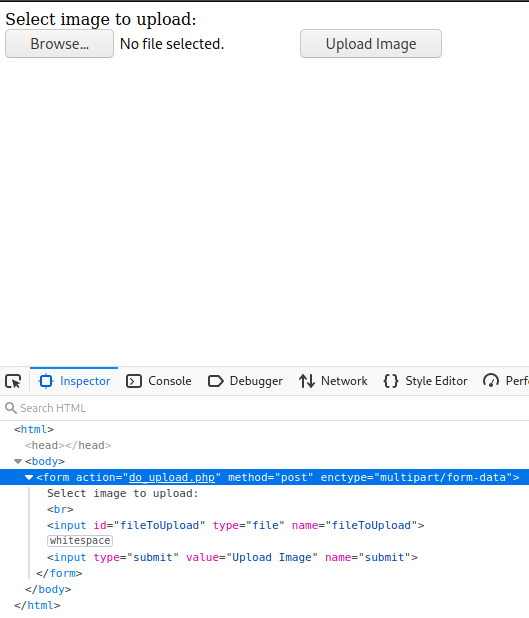 Select image to upload:
Browse... No file selected. Upload Image
Inspector Console Debugger Network Style Editor Perf
Search HTML
<html>
<head></head>
<body>
<form action="do_upload.php" method="post" enctype="multipart/form-data">
Select image to upload:
<br>
<input id="fileToUpload" type="file" name="fileToUpload">
whitespace
<input type="submit" value="Upload Image" name="submit">
</form>
</body>
</html>